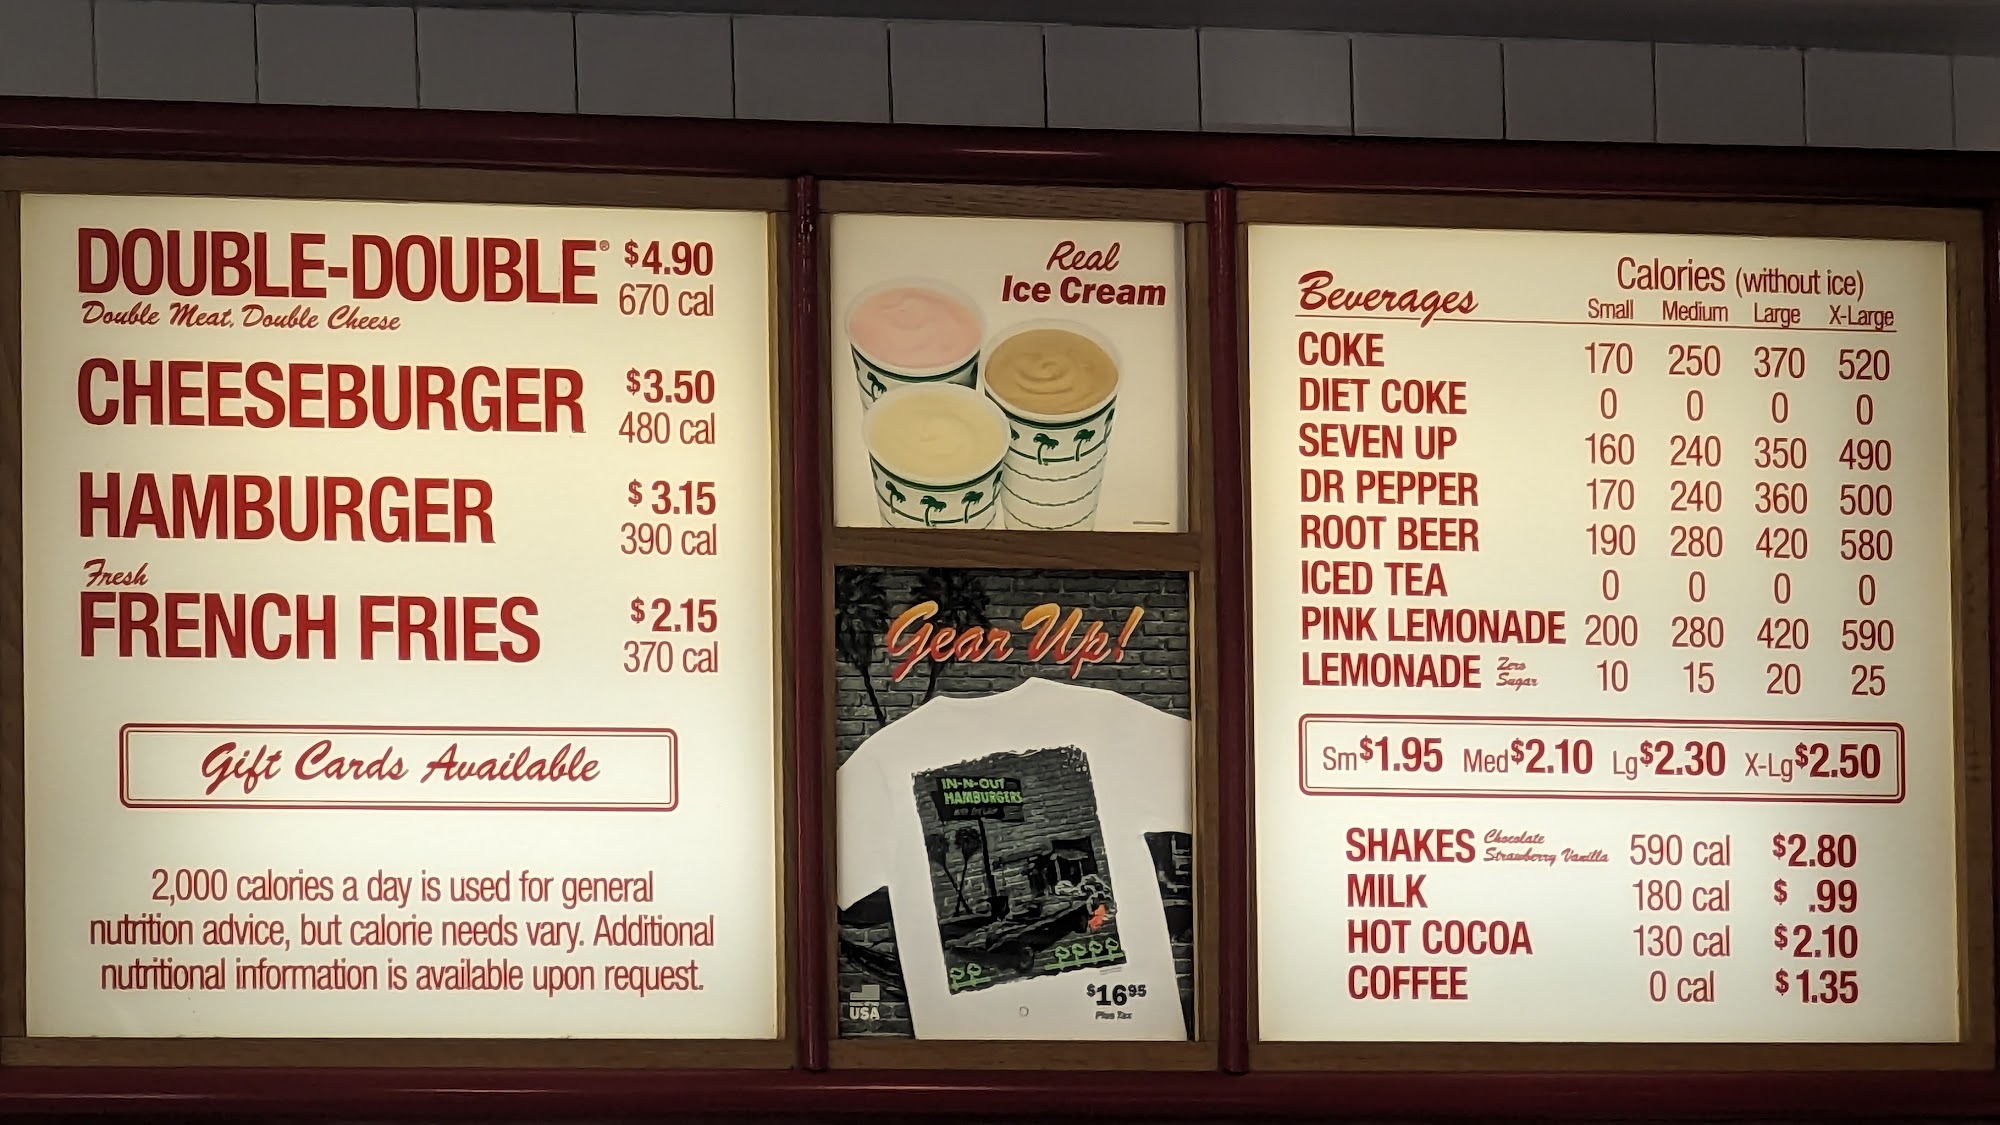 DOUBLE-DOUBLE® $4.90
Double Meat, Double Cheese 670 cal
CHEESEBURGER $3.50
480 cal
HAMBURGER $3.15
390 cal
Fresh
FRENCH FRIES $2.15
370 cal
Gift Cards Available
2,000 calories a day is used for general
nutrition advice, but calorie needs vary. Additional
nutritional information is available upon request.
Real
Ice Cream
Gear Up!
IN-N-OUT
HAMBURGERS
$16.95
Plus Tax
USA
Calories (without ice)
Beverages Small Medium Large X-Large
COKE 170 250 370 520
DIET COKE 0 0 0 0
SEVEN UP 160 240 350 490
DR PEPPER 170 240 360 500
ROOT BEER 190 280 420 580
ICED TEA 0 0 0 0
PINK LEMONADE 200 280 420 590
LEMONADE Zero Sugar 10 15 20 25
Sm $1.95 Med $2.10 Lg $2.30 X-Lg $2.50
SHAKES Chocolate Strawberry Vanilla 590 cal $2.80
MILK 180 cal $ .99
HOT COCOA 130 cal $2.10
COFFEE 0 cal $1.35